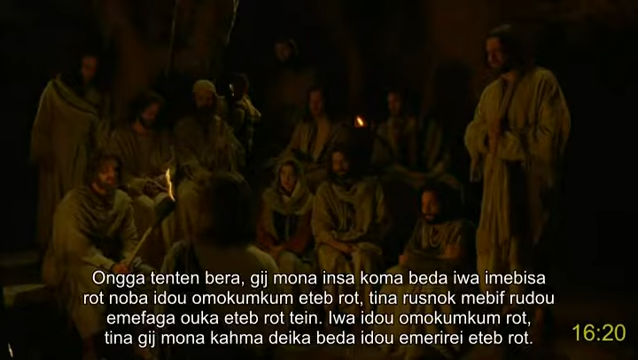 Ongga tenten bera, gij mona insa koma beda iwa imebisa
rot noba idou omokumkum eteb rot, tina rusnok mebif rudou
emefaga ouka eteb rot tein. Iwa idou omokumkum rot,
tina gij mona kahma deika beda idou emerirei eteb rot.
16:20